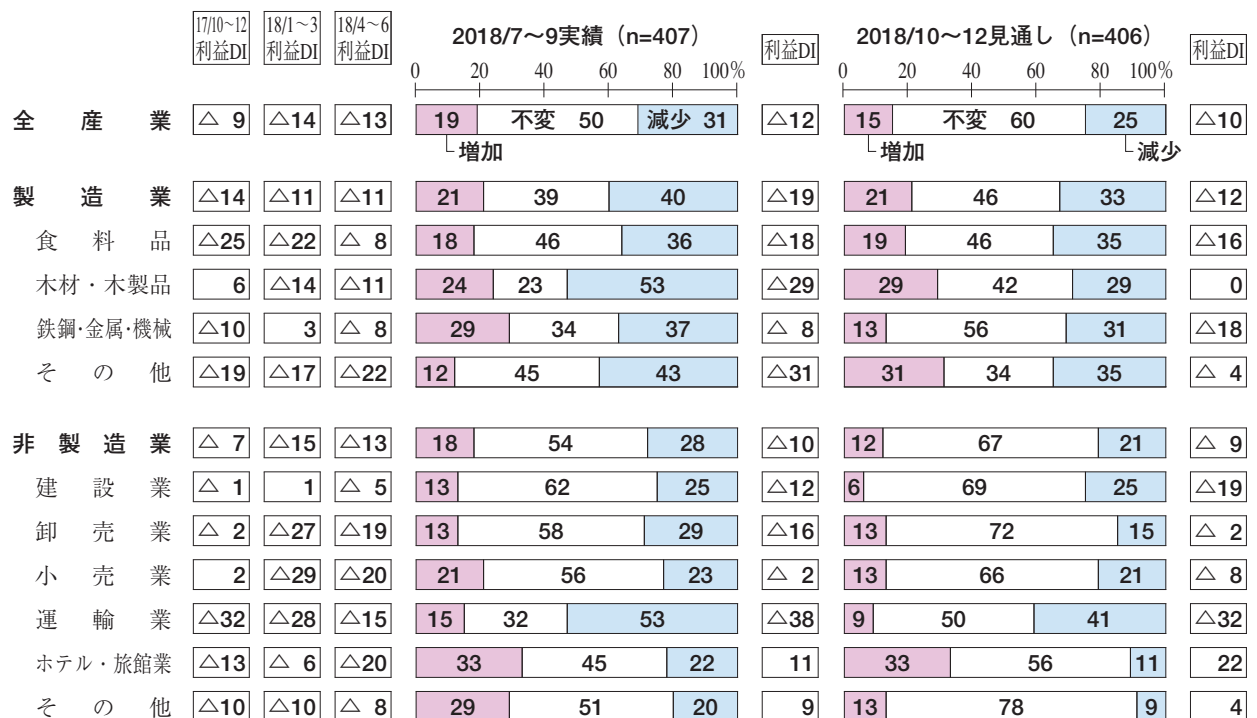 17/10~12 利益DI 18/1~3 利益DI 18/4~6 利益DI 2018/7~9実績（n=407） 利益DI 2018/10~12見通し（n=406） 利益DI
0 20 40 60 80 100% 0 20 40 60 80 100%
全産業 △ 9 △14 △13 19 不変 50 減少 31 △12 15 不変 60 25 △10
増加 増加 減少
製造業 △14 △11 △11 21 39 40 △19 21 46 33 △12
食料品 △25 △22 △ 8 18 46 36 △18 19 46 35 △16
木材・木製品 6 △14 △11 24 23 53 △29 29 42 29 0
鉄鋼・金属・機械 △10 3 △ 8 29 34 37 △ 8 13 56 31 △18
その他 △19 △17 △22 12 45 43 △31 31 34 35 △ 4
非製造業 △ 7 △15 △13 18 54 28 △10 12 67 21 △ 9
建設業 △ 1 1 △ 5 13 62 25 △12 6 69 25 △19
卸売業 △ 2 △27 △19 13 58 29 △16 13 72 15 △ 2
小売業 2 △29 △20 21 56 23 △ 2 13 66 21 △ 8
運輸業 △32 △28 △15 15 32 53 △38 9 50 41 △32
ホテル・旅館業 △13 △ 6 △20 33 45 22 11 33 56 11 22
その他 △10 △10 △ 8 29 51 20 9 13 78 9 4